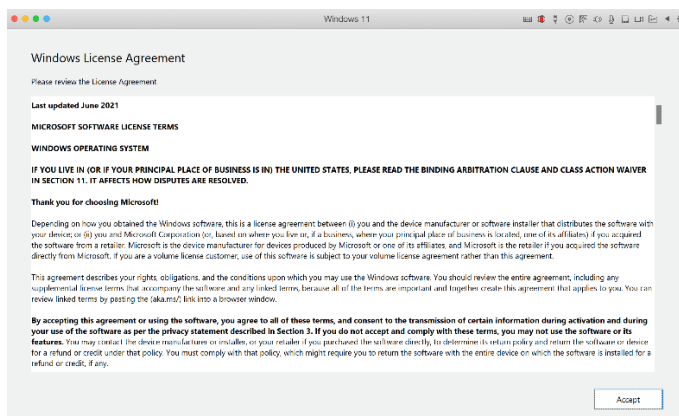 Windows 11
Windows License Agreement
Please review the License Agreement
Last updated June 2021
MICROSOFT SOFTWARE LICENSE TERMS
WINDOWS OPERATING SYSTEM
IF YOU LIVE IN (OR IF YOUR PRINCIPAL PLACE OF BUSINESS IS IN) THE UNITED STATES, PLEASE READ THE BINDING ARBITRATION CLAUSE AND CLASS ACTION WAIVER
IN SECTION 11. IT AFFECTS HOW DISPUTES ARE RESOLVED.
Thank you for choosing Microsoft!
Depending on how you obtained the Windows software, this is a license agreement between (i) you and the device manufacturer or software installer that distributes the software with
your device; or (ii) you and Microsoft Corporation (or, based on where you live or, if a business, where your principal place of business is located, one of its affiliates) if you acquired
the software from a retailer. Microsoft is the device manufacturer for devices produced by Microsoft or one of its affiliates, and Microsoft is the retailer if you acquired the software
directly from Microsoft. If you are a volume license customer, use of this software is subject to your volume license agreement rather than this agreement.
This agreement describes your rights, obligations, and the conditions upon which you may use the Windows software. You should review the entire agreement, including any
supplemental license terms that accompany the software and any linked terms, because all of the terms are important and together create this agreement that applies to you. You can
review linked terms by pasting the (aka.ms/) link into a browser window.
By accepting this agreement or using the software, you agree to all of these terms, and consent to the transmission of certain information during activation and during
your use of the software as per the privacy statement described in Section 3. If you do not accept and comply with these terms, you may not use the software or its
features. You may contact the device manufacturer or installer, or your retailer if you purchased the software directly, to determine its return policy and return the software or device
for a refund or credit under that policy. You must comply with that policy, which might require you to return the software with the entire device on which the software is installed for a
refund or credit, if any.
Accept